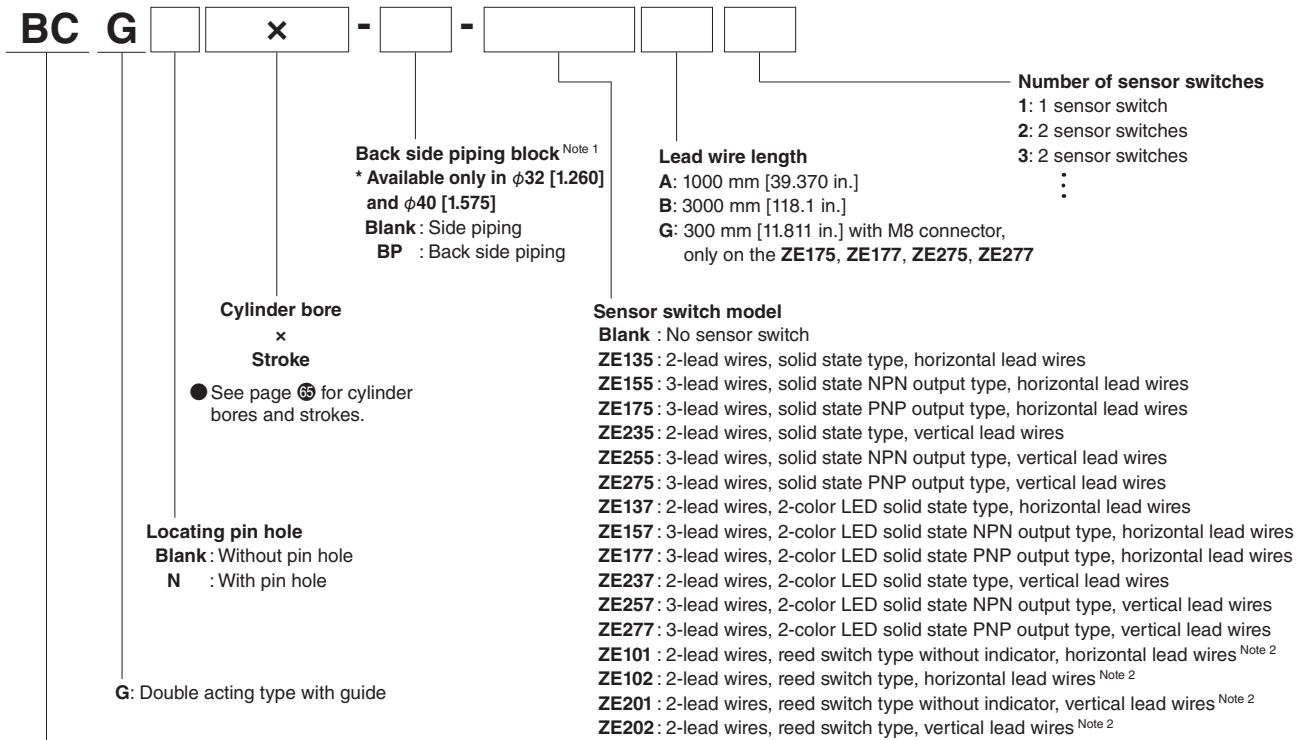 BC G × - -
Number of sensor switches
1: 1 sensor switch
2: 2 sensor switches
3: 2 sensor switches
⋮
Back side piping block Note 1
* Available only in φ32 [1.260]
and φ40 [1.575]
Blank : Side piping
BP : Back side piping
Lead wire length
A: 1000 mm [39.370 in.]
B: 3000 mm [118.1 in.]
G: 300 mm [11.811 in.] with M8 connector,
only on the ZE175, ZE177, ZE275, ZE277
Cylinder bore
×
Stroke
● See page 65 for cylinder
bores and strokes.
Sensor switch model
Blank : No sensor switch
ZE135 : 2-lead wires, solid state type, horizontal lead wires
ZE155 : 3-lead wires, solid state NPN output type, horizontal lead wires
ZE175 : 3-lead wires, solid state PNP output type, horizontal lead wires
ZE235 : 2-lead wires, solid state type, vertical lead wires
ZE255 : 3-lead wires, solid state NPN output type, vertical lead wires
ZE275 : 3-lead wires, solid state PNP output type, vertical lead wires
ZE137 : 2-lead wires, 2-color LED solid state type, horizontal lead wires
ZE157 : 3-lead wires, 2-color LED solid state NPN output type, horizontal lead wires
ZE177 : 3-lead wires, 2-color LED solid state PNP output type, horizontal lead wires
ZE237 : 2-lead wires, 2-color LED solid state type, vertical lead wires
ZE257 : 3-lead wires, 2-color LED solid state NPN output type, vertical lead wires
ZE277 : 3-lead wires, 2-color LED solid state PNP output type, vertical lead wires
ZE101 : 2-lead wires, reed switch type without indicator, horizontal lead wires Note 2
ZE102 : 2-lead wires, reed switch type, horizontal lead wires Note 2
ZE201 : 2-lead wires, reed switch type without indicator, vertical lead wires Note 2
ZE202 : 2-lead wires, reed switch type, vertical lead wires Note 2
Locating pin hole
Blank : Without pin hole
N : With pin hole
G: Double acting type with guide